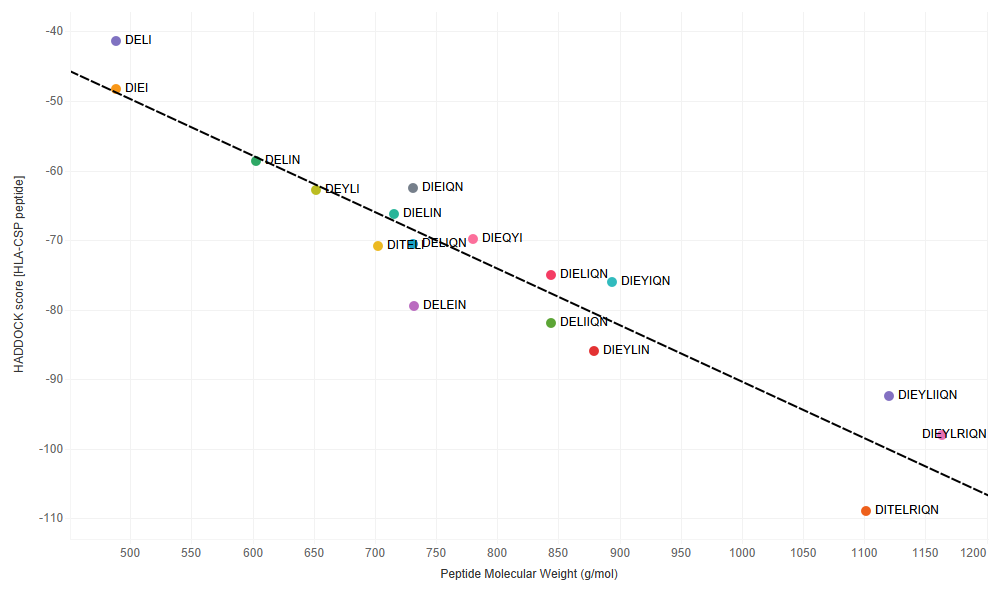 -40
DELI
DIEI
-50
DELIN
-60
DEYLI
DIEIQN
DIELIN
-70
DITELI
DELIQN
DIEQYI
DIELIQN
DIEYIQN
-80
DELEIN
DELIIQN
DIEYLIN
-90
DIEYLIIQN
DIEYLRIQN
-100
DITELRIQN
-110
HADDOCK score [HLA-CSP peptide]
500 550 600 650 700 750 800 850 900 950 1000 1050 1100 1150 1200
Peptide Molecular Weight (g/mol)